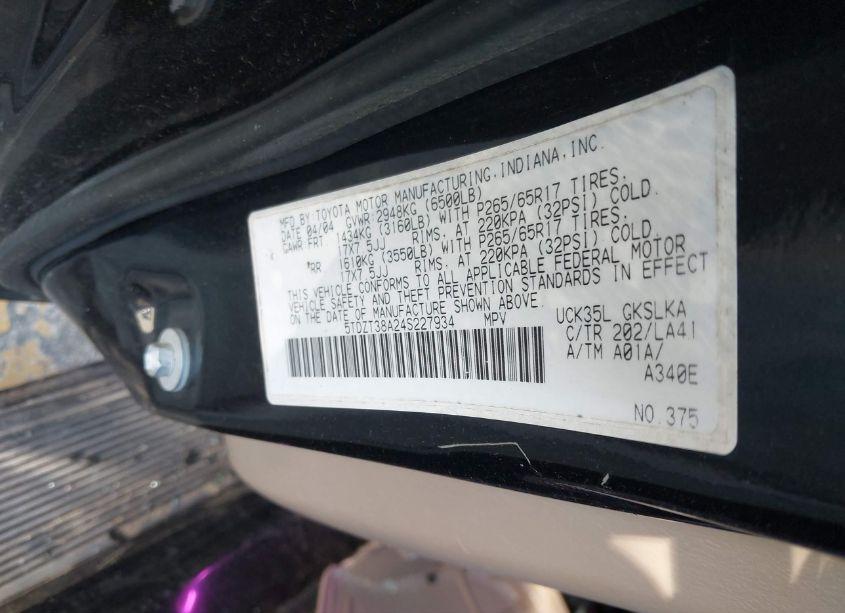 MFD BY TOYOTA MOTOR MANUFACTURING, INDIANA, INC.
DATE 04/04 GVWR 2948KG (6500LB)
GAWR FRT 1434KG (3160LB) WITH P265/65R17 TIRES,
17X7.5JJ RIMS, AT 220KPA (32PSI) COLD.
"RR 1610KG (3550LB) WITH P265/65R17 TIRES,
17X7.5JJ RIMS, AT 220KPA (32PSI) COLD.
THIS VEHICLE CONFORMS TO ALL APPLICABLE FEDERAL MOTOR
VEHICLE SAFETY AND THEFT PREVENTION STANDARDS IN EFFECT
ON THE DATE OF MANUFACTURE SHOWN ABOVE.
5TDZT38A24S227934 MPV
UCK35L GKSLKA
C/TR 202/LA41
A/TM A01A/
A340E
NO.375